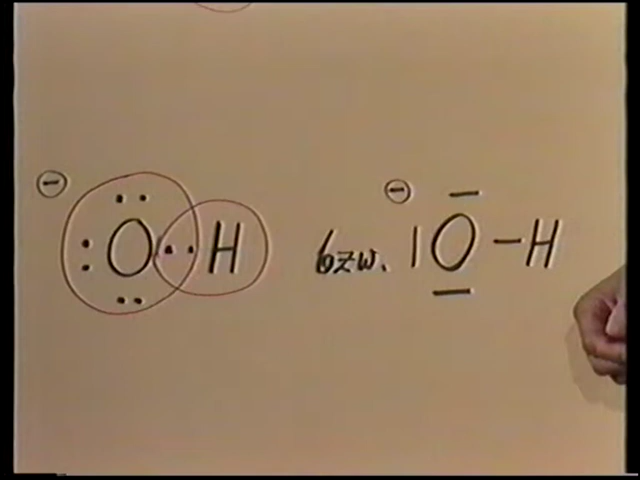 ⊖ O H bzw. ⊖ |O–H